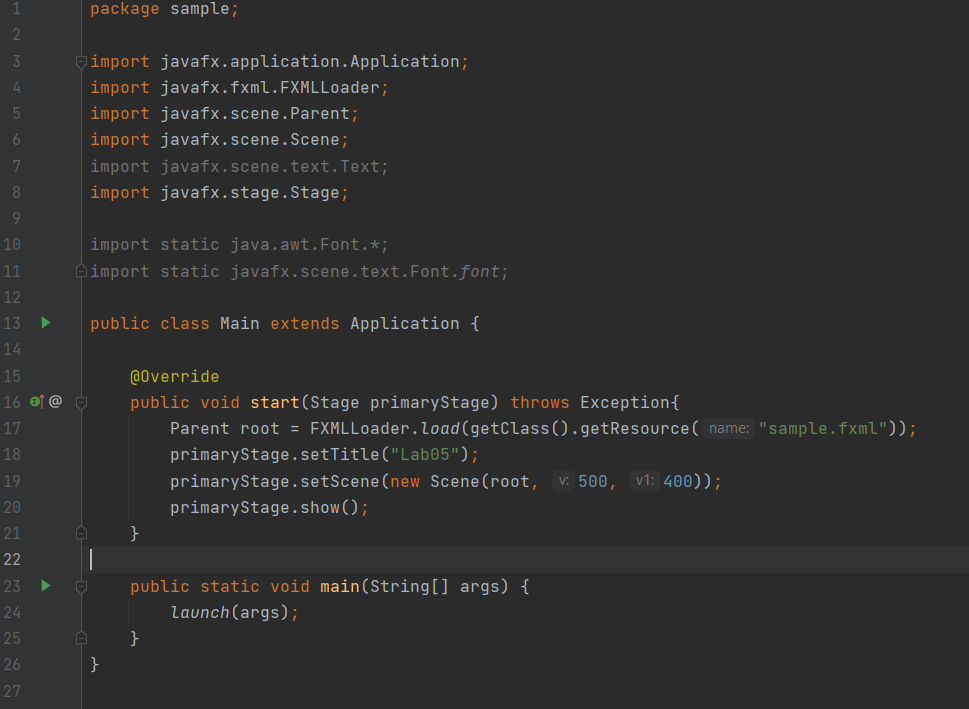 1 package sample;
2
3 import javafx.application.Application;
4 import javafx.fxml.FXMLLoader;
5 import javafx.scene.Parent;
6 import javafx.scene.Scene;
7 import javafx.scene.text.Text;
8 import javafx.stage.Stage;
9
10 import static java.awt.Font.*;
11 import static javafx.scene.text.Font.font;
12
13 public class Main extends Application {
14
15     @Override
16 @     public void start(Stage primaryStage) throws Exception{
17         Parent root = FXMLLoader.load(getClass().getResource( name: "sample.fxml"));
18         primaryStage.setTitle("Lab05");
19         primaryStage.setScene(new Scene(root, v: 500, v1: 400));
20         primaryStage.show();
21     }
22
23     public static void main(String[] args) {
24         launch(args);
25     }
26 }
27